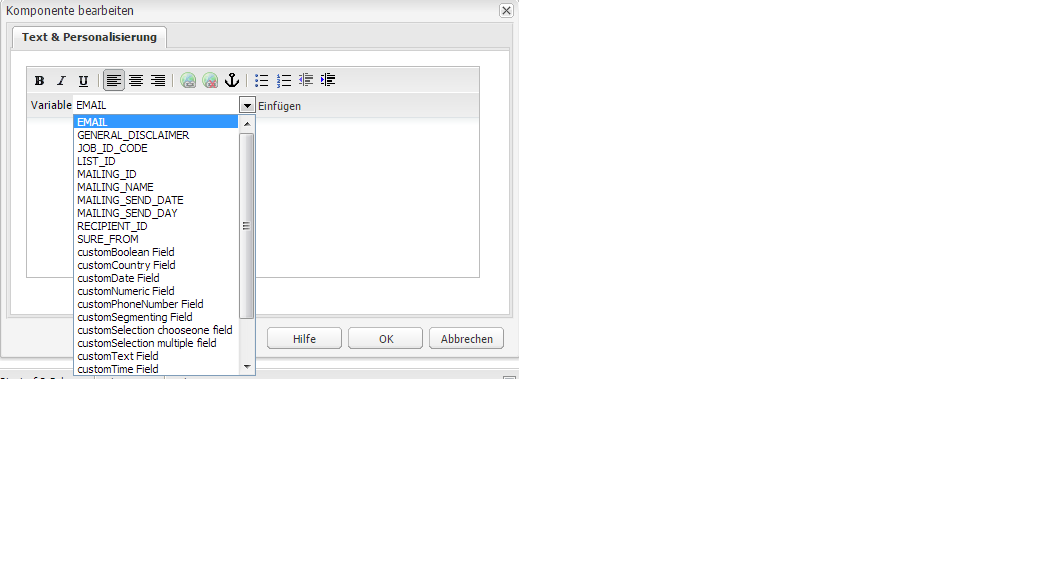 Komponente bearbeiten
Text & Personalisierung
B I U
Variable EMAIL Einfügen
EMAIL
GENERAL_DISCLAIMER
JOB_ID_CODE
LIST_ID
MAILING_ID
MAILING_NAME
MAILING_SEND_DATE
MAILING_SEND_DAY
RECIPIENT_ID
SURE_FROM
customBoolean Field
customCountry Field
customDate Field
customNumeric Field
customPhoneNumber Field
customSegmenting Field
customSelection chooseone field
customSelection multiple field
customText Field
customTime Field
Hilfe OK Abbrechen